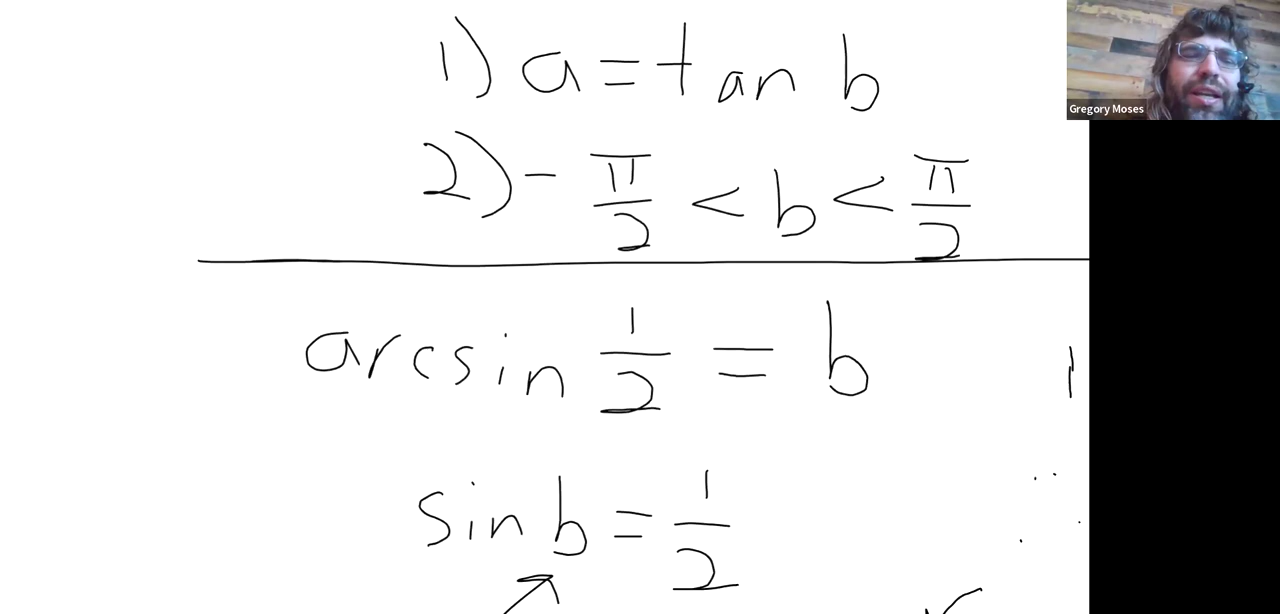 1) a = tan b
Gregory Moses
2) - π/2 < b < π/2
arcsin 1/2 = b
sin b = 1/2